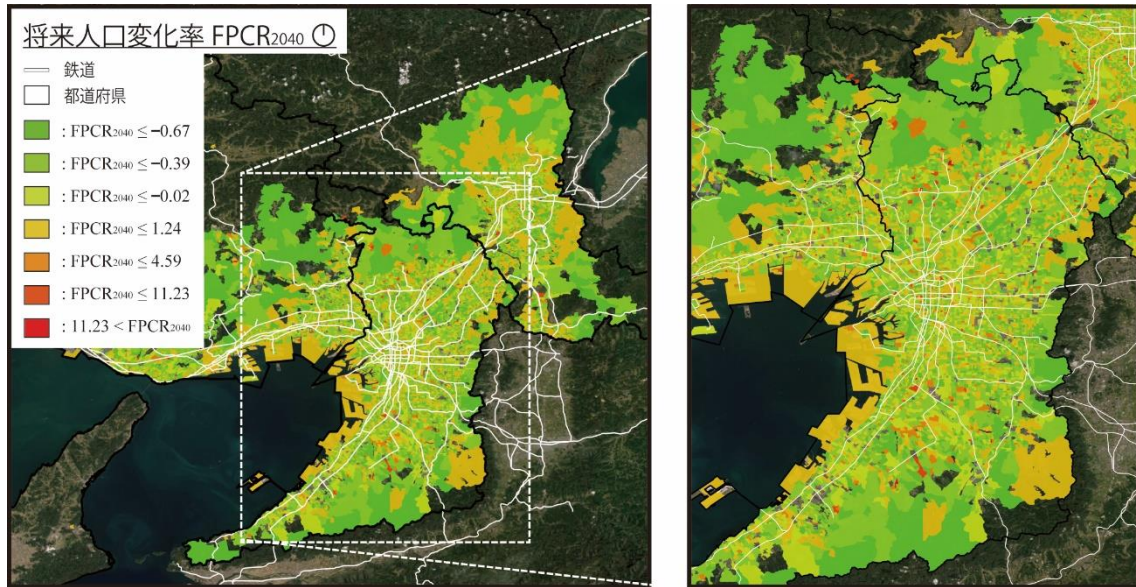 将来人口変化率 FPCR2040
鉄道
都道府県
: FPCR2040 ≤ −0.67
: FPCR2040 ≤ −0.39
: FPCR2040 ≤ −0.02
: FPCR2040 ≤ 1.24
: FPCR2040 ≤ 4.59
: FPCR2040 ≤ 11.23
: 11.23 < FPCR2040